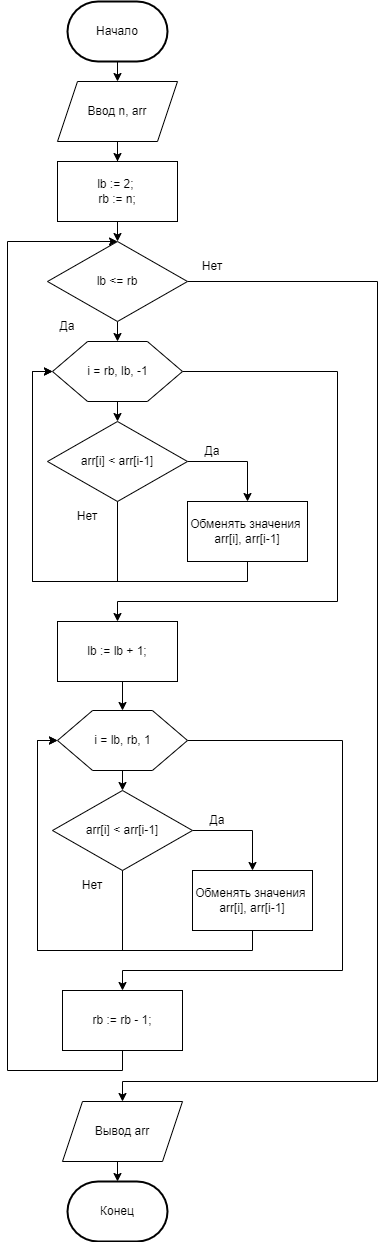 Начало
Ввод n, arr
lb := 2;
rb := n;
lb <= rb
Нет
Да
i = rb, lb, -1
arr[i] < arr[i-1]
Да
Нет
Обменять значения
arr[i], arr[i-1]
lb := lb + 1;
i = lb, rb, 1
arr[i] < arr[i-1]
Да
Нет
Обменять значения
arr[i], arr[i-1]
rb := rb - 1;
Вывод arr
Конец